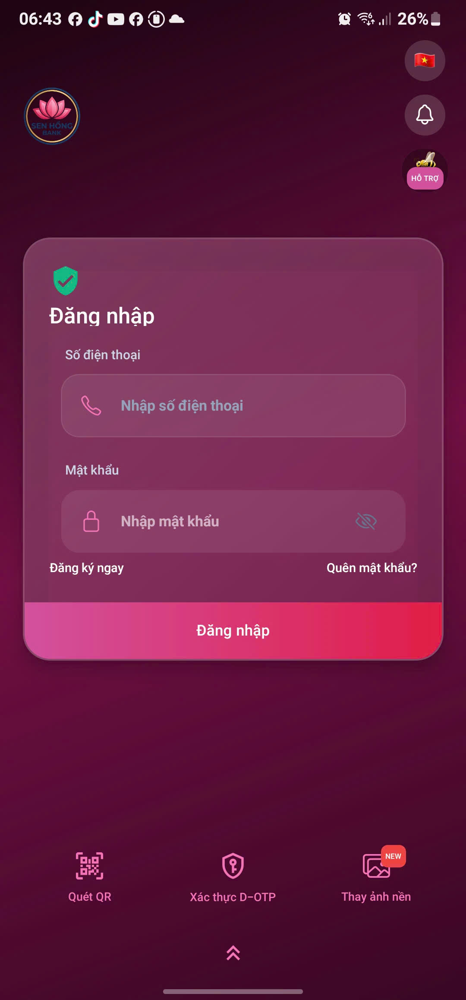 06:43
26%
SEN HỒNG
BANK
HỖ TRỢ
Đăng nhập
Số điện thoại
Nhập số điện thoại
Mật khẩu
Nhập mật khẩu
Đăng ký ngay
Quên mật khẩu?
Đăng nhập
NEW
Quét QR
Xác thực D-OTP
Thay ảnh nền